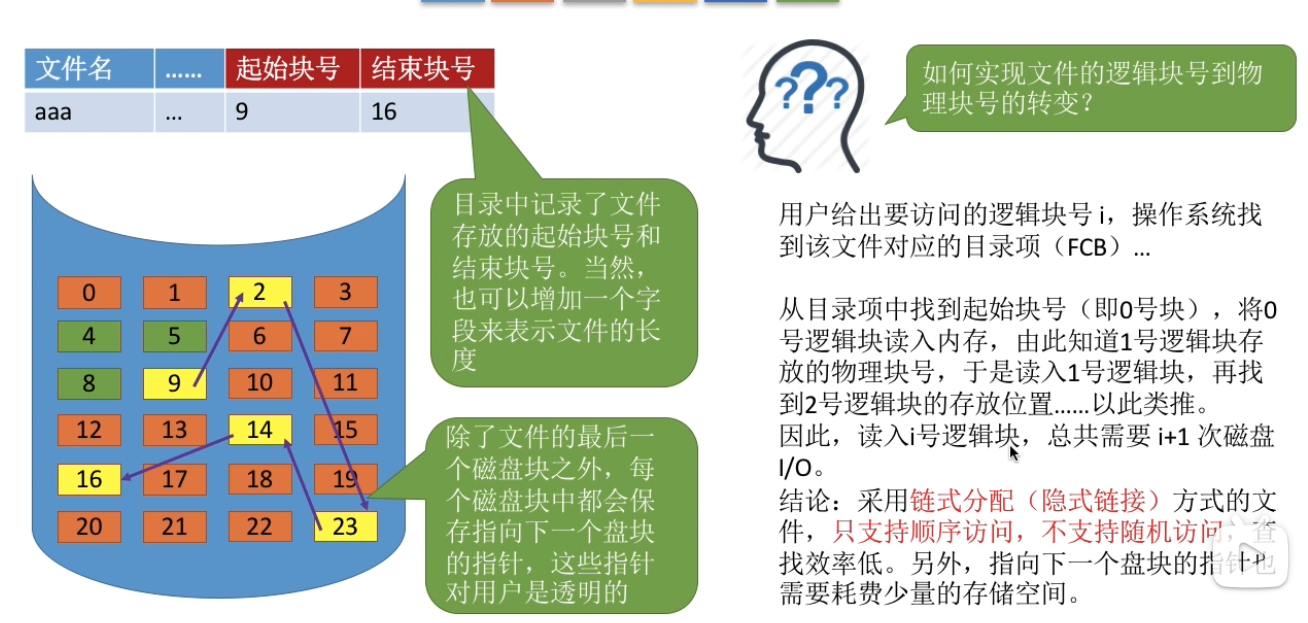 文件名 …… 起始块号 结束块号
aaa ... 9 16
目录中记录了文件
存放的起始块号和
结束块号。当然，
也可以增加一个字
段来表示文件的长
度
0 1 2 3
4 5 6 7
8 9 10 11
12 13 14 15
16 17 18 19
20 21 22 23
除了文件的最后一
个磁盘块之外，每
个磁盘块中都会保
存指向下一个盘块
的指针，这些指针
对用户是透明的
???
如何实现文件的逻辑块号到物
理块号的转变？
用户给出要访问的逻辑块号 i，操作系统找
到该文件对应的目录项（FCB）...
从目录项中找到起始块号（即0号块），将0
号逻辑块读入内存，由此知道1号逻辑块存
放的物理块号，于是读入1号逻辑块，再找
到2号逻辑块的存放位置......以此类推。
因此，读入i号逻辑块，总共需要 i+1 次磁盘
I/O。
结论：采用链式分配（隐式链接）方式的文
件，只支持顺序访问，不支持随机访问，查
找效率低。另外，指向下一个盘块的指针也
需要耗费少量的存储空间。